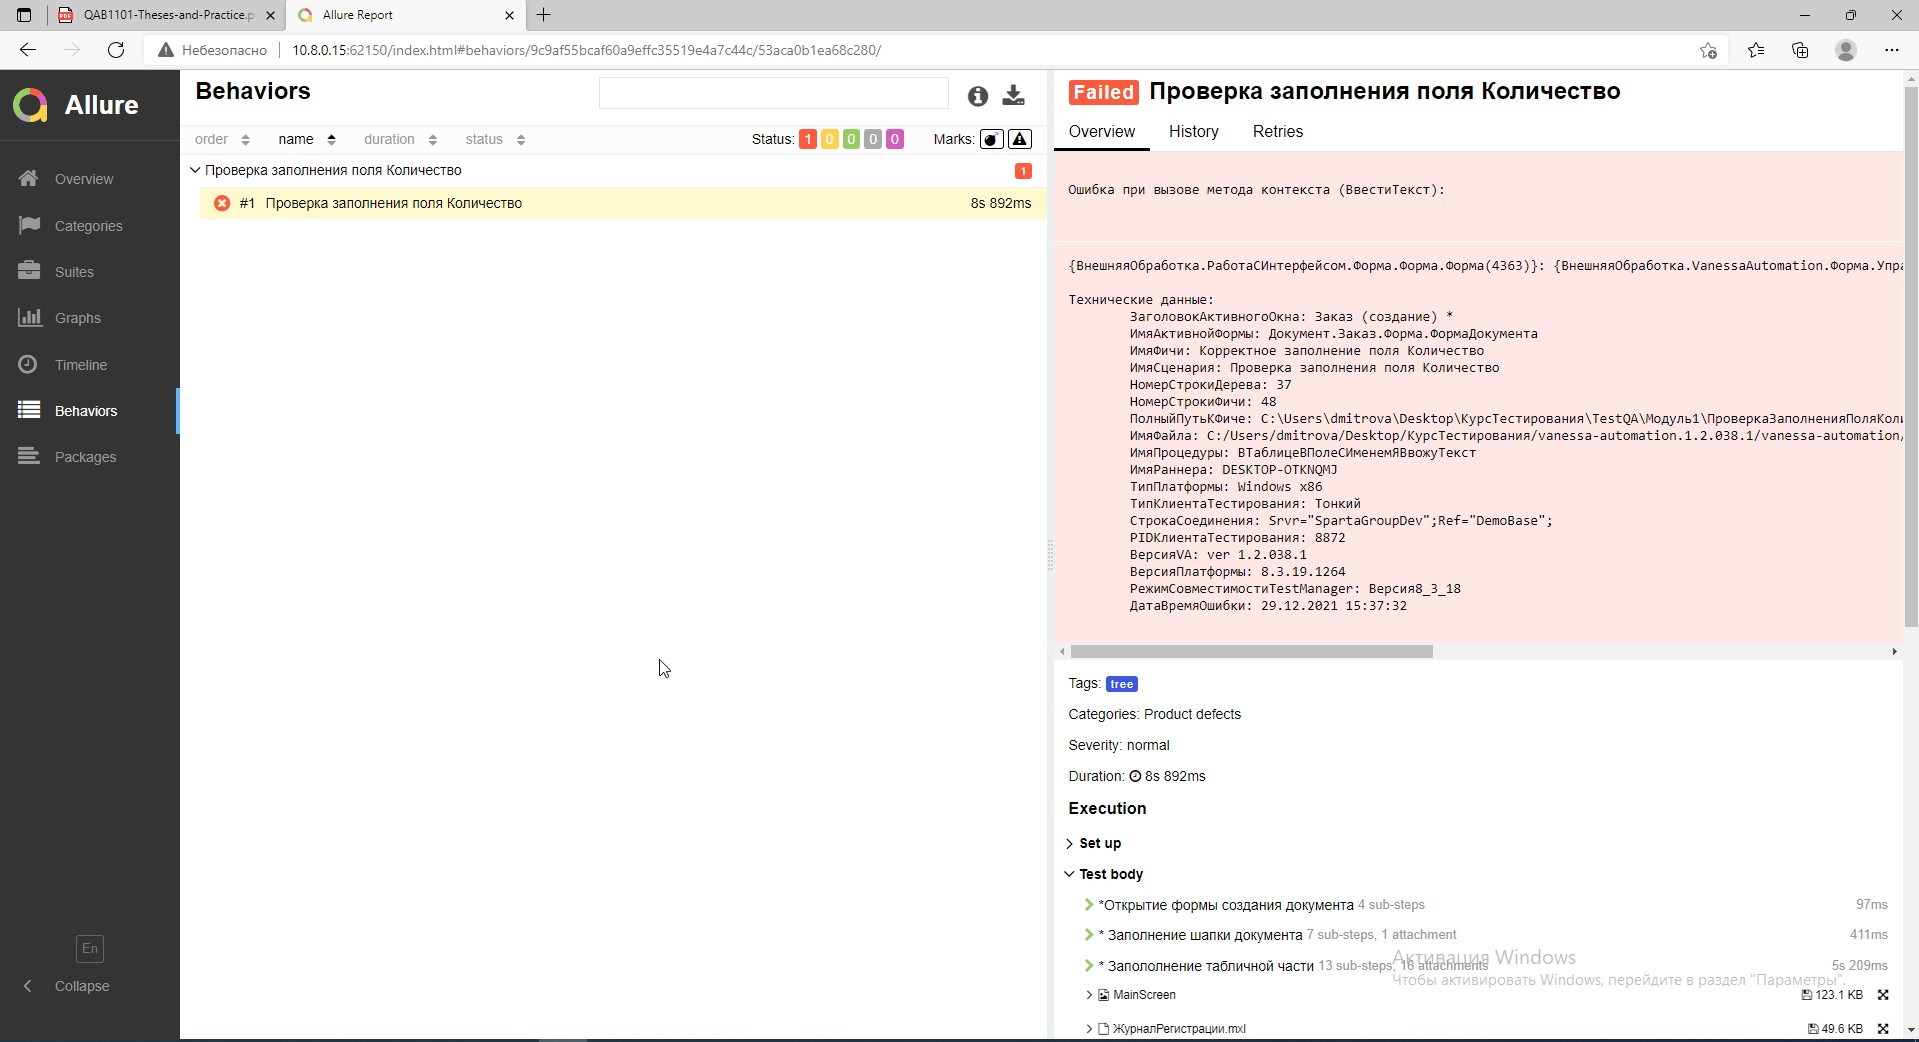 QAB1101-Theses-and-Practice.p
Allure Report
Небезопасно
10.8.0.15:62150/index.html#behaviors/9c9af55bcaf60a9effc35519e4a7c44c/53aca0b1ea68c280/
Allure
Overview
Categories
Suites
Graphs
Timeline
Behaviors
Packages
En
Collapse
Behaviors
order name duration status Status: 1 0 0 0 0 Marks:
Проверка заполнения поля Количество 1
#1 Проверка заполнения поля Количество 8s 892ms
Failed Проверка заполнения поля Количество
Overview History Retries
Ошибка при вызове метода контекста (ВвестиТекст):
{ВнешняяОбработка.РаботаСИнтерфейсом.Форма.Форма.Форма(4363)}: {ВнешняяОбработка.VanessaAutomation.Форма.Упра
Технические данные:
ЗаголовокАктивногоОкна: Заказ (создание) *
ИмяАктивнойФормы: Документ.Заказ.Форма.ФормаДокумента
ИмяФичи: Корректное заполнение поля Количество
ИмяСценария: Проверка заполнения поля Количество
НомерСтрокиДерева: 37
НомерСтрокиФичи: 48
ПолныйПутьКФиче: C:\Users\dmitrova\Desktop\КурсТестирования\TestQA\Модуль1\ПроверкаЗаполненияПоляКоли
ИмяФайла: C:/Users/dmitrova/Desktop/КурсТестирования/vanessa-automation.1.2.038.1/vanessa-automation/
ИмяПроцедуры: ВТаблицеВПолеСИменемЯВвожуТекст
ИмяРаннера: DESKTOP-OTKNQMJ
ТипПлатформы: Windows x86
ТипКлиентаТестирования: Тонкий
СтрокаСоединения: Srvr="SpartaGroupDev";Ref="DemoBase";
PIDКлиентаТестирования: 8872
ВерсияVA: ver 1.2.038.1
ВерсияПлатформы: 8.3.19.1264
РежимСовместимостиTestManager: Версия8_3_18
ДатаВремяОшибки: 29.12.2021 15:37:32
Tags: tree
Categories: Product defects
Severity: normal
Duration: 8s 892ms
Execution
Set up
Test body
*Открытие формы создания документа 4 sub-steps 97ms
* Заполнение шапки документа 7 sub-steps, 1 attachment 411ms
* Запололнение табличной части 13 sub-steps, 16 attachments 5s 209ms
MainScreen 123.1 KB
ЖурналРегистрации.mxl 49.6 KB
Активация Windows
Чтобы активировать Windows, перейдите в раздел "Параметры".